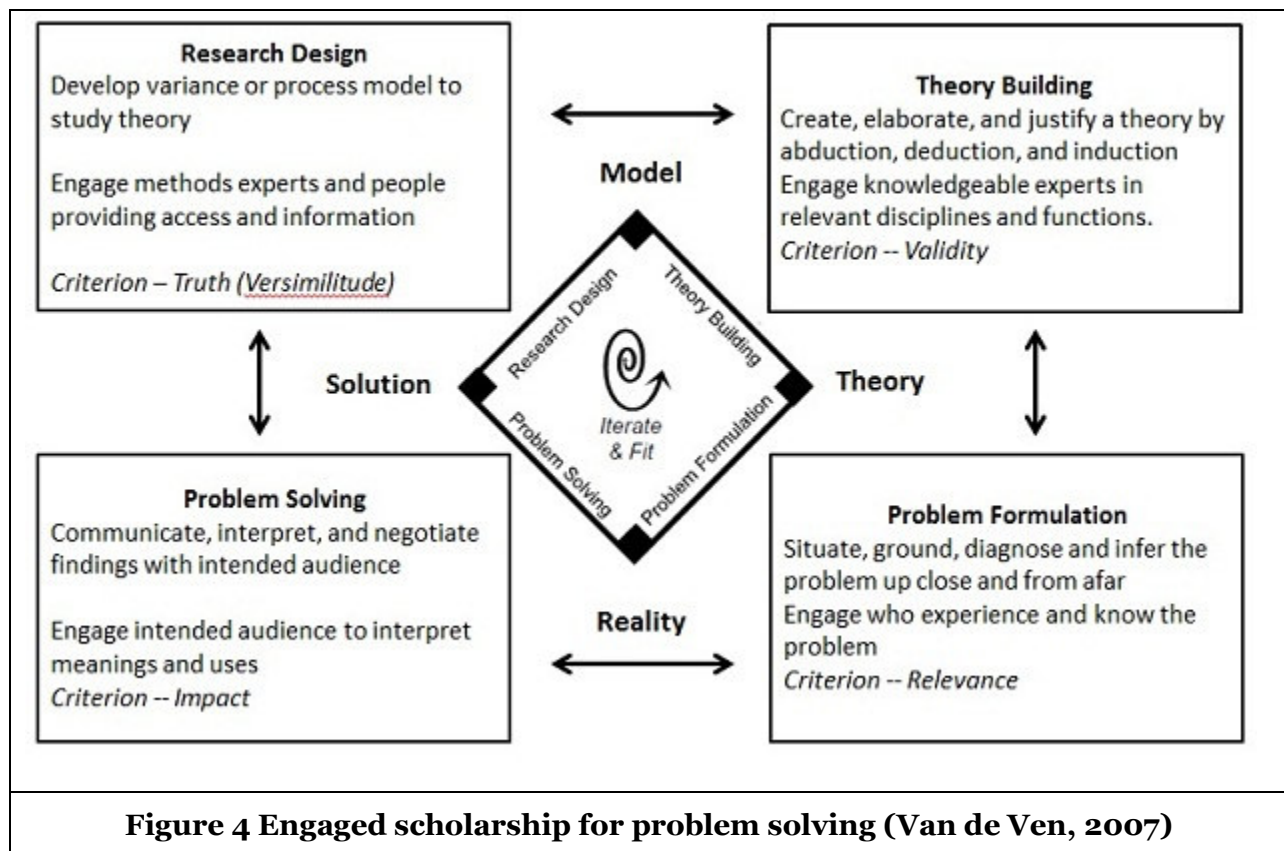 Research Design
Develop variance or process model to
study theory
Engage methods experts and people
providing access and information
Criterion – Truth (Versimilitude)
Theory Building
Create, elaborate, and justify a theory by
abduction, deduction, and induction
Engage knowledgeable experts in
relevant disciplines and functions.
Criterion -- Validity
Model
Research Design
Theory Building
Solution
Theory
Iterate
& Fit
Problem Solving
Problem Formulation
Reality
Problem Solving
Communicate, interpret, and negotiate
findings with intended audience
Engage intended audience to interpret
meanings and uses
Criterion -- Impact
Problem Formulation
Situate, ground, diagnose and infer the
problem up close and from afar
Engage who experience and know the
problem
Criterion -- Relevance
Figure 4 Engaged scholarship for problem solving (Van de Ven, 2007)